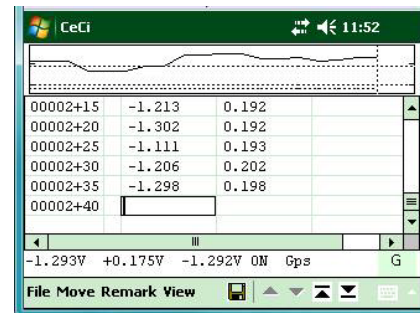 CeCi 11:52
00002+15 -1.213 0.192
00002+20 -1.302 0.192
00002+25 -1.111 0.193
00002+30 -1.206 0.202
00002+35 -1.298 0.198
00002+40
-1.293V +0.175V -1.292V ON Gps G
File Move Remark View